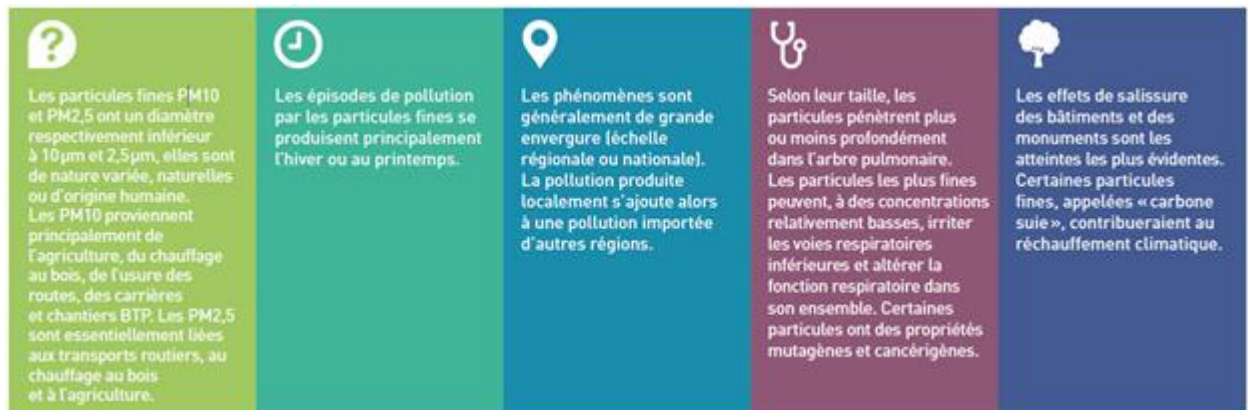 Les particules fines PM10
et PM2,5 ont un diamètre
respectivement inférieur
à 10µm et 2,5µm, elles sont
de nature variée, naturelles
ou d'origine humaine.
Les PM10 proviennent
principalement de
l'agriculture, du chauffage
au bois, de l'usure des
routes, des carrières
et chantiers BTP. Les PM2,5
sont essentiellement liées
aux transports routiers, au
chauffage au bois
et à l'agriculture.
Les épisodes de pollution
par les particules fines se
produisent principalement
l'hiver ou au printemps.
Les phénomènes sont
généralement de grande
envergure (échelle
régionale ou nationale).
La pollution produite
localement s'ajoute alors
à une pollution importée
d'autres régions.
Selon leur taille, les
particules pénètrent plus
ou moins profondément
dans l'arbre pulmonaire.
Les particules les plus fines
peuvent, à des concentrations
relativement basses, irriter
les voies respiratoires
inférieures et altérer la
fonction respiratoire dans
son ensemble. Certaines
particules ont des propriétés
mutagènes et cancérigènes.
Les effets de salissure
des bâtiments et des
monuments sont les
atteintes les plus évidentes.
Certaines particules
fines, appelées « carbone
suie », contribueraient au
réchauffement climatique.